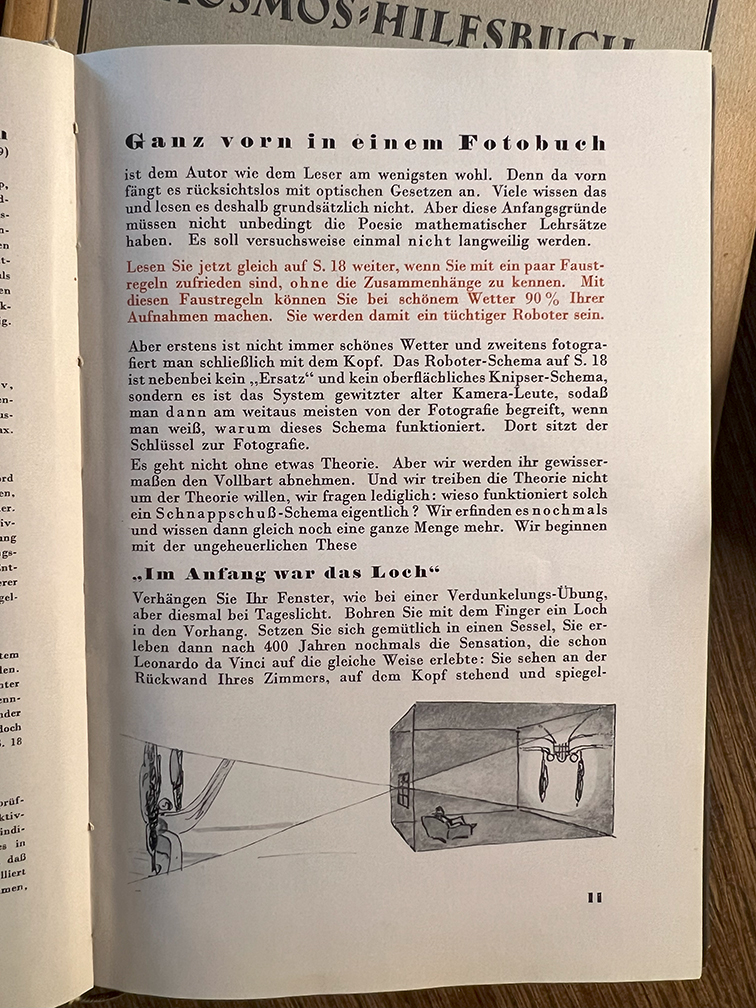 KOSMOS-HILFSBUCH
Ganz vorn in einem Fotobuch
ist dem Autor wie dem Leser am wenigsten wohl. Denn da vorn
fängt es rücksichtslos mit optischen Gesetzen an. Viele wissen das
und lesen es deshalb grundsätzlich nicht. Aber diese Anfangsgründe
müssen nicht unbedingt die Poesie mathematischer Lehrsätze
haben. Es soll versuchsweise einmal nicht langweilig werden.
Lesen Sie jetzt gleich auf S. 18 weiter, wenn Sie mit ein paar Faust-
regeln zufrieden sind, ohne die Zusammenhänge zu kennen. Mit
diesen Faustregeln können Sie bei schönem Wetter 90 % Ihrer
Aufnahmen machen. Sie werden damit ein tüchtiger Roboter sein.
Aber erstens ist nicht immer schönes Wetter und zweitens fotogra-
fiert man schließlich mit dem Kopf. Das Roboter-Schema auf S. 18
ist nebenbei kein „Ersatz“ und kein oberflächliches Knipser-Schema,
sondern es ist das System gewitzter alter Kamera-Leute, sodaß
man dann am weitaus meisten von der Fotografie begreift, wenn
man weiß, warum dieses Schema funktioniert. Dort sitzt der
Schlüssel zur Fotografie.
Es geht nicht ohne etwas Theorie. Aber wir werden ihr gewisser-
maßen den Vollbart abnehmen. Und wir treiben die Theorie nicht
um der Theorie willen, wir fragen lediglich: wieso funktioniert solch
ein Schnappschuß-Schema eigentlich? Wir erfinden es nochmals
und wissen dann gleich noch eine ganze Menge mehr. Wir beginnen
mit der ungeheuerlichen These
„Im Anfang war das Loch“
Verhängen Sie Ihr Fenster, wie bei einer Verdunkelungs-Übung,
aber diesmal bei Tageslicht. Bohren Sie mit dem Finger ein Loch
in den Vorhang. Setzen Sie sich gemütlich in einen Sessel, Sie er-
leben dann nach 400 Jahren nochmals die Sensation, die schon
Leonardo da Vinci auf die gleiche Weise erlebte: Sie sehen an der
Rückwand Ihres Zimmers, auf dem Kopf stehend und spiegel-
11